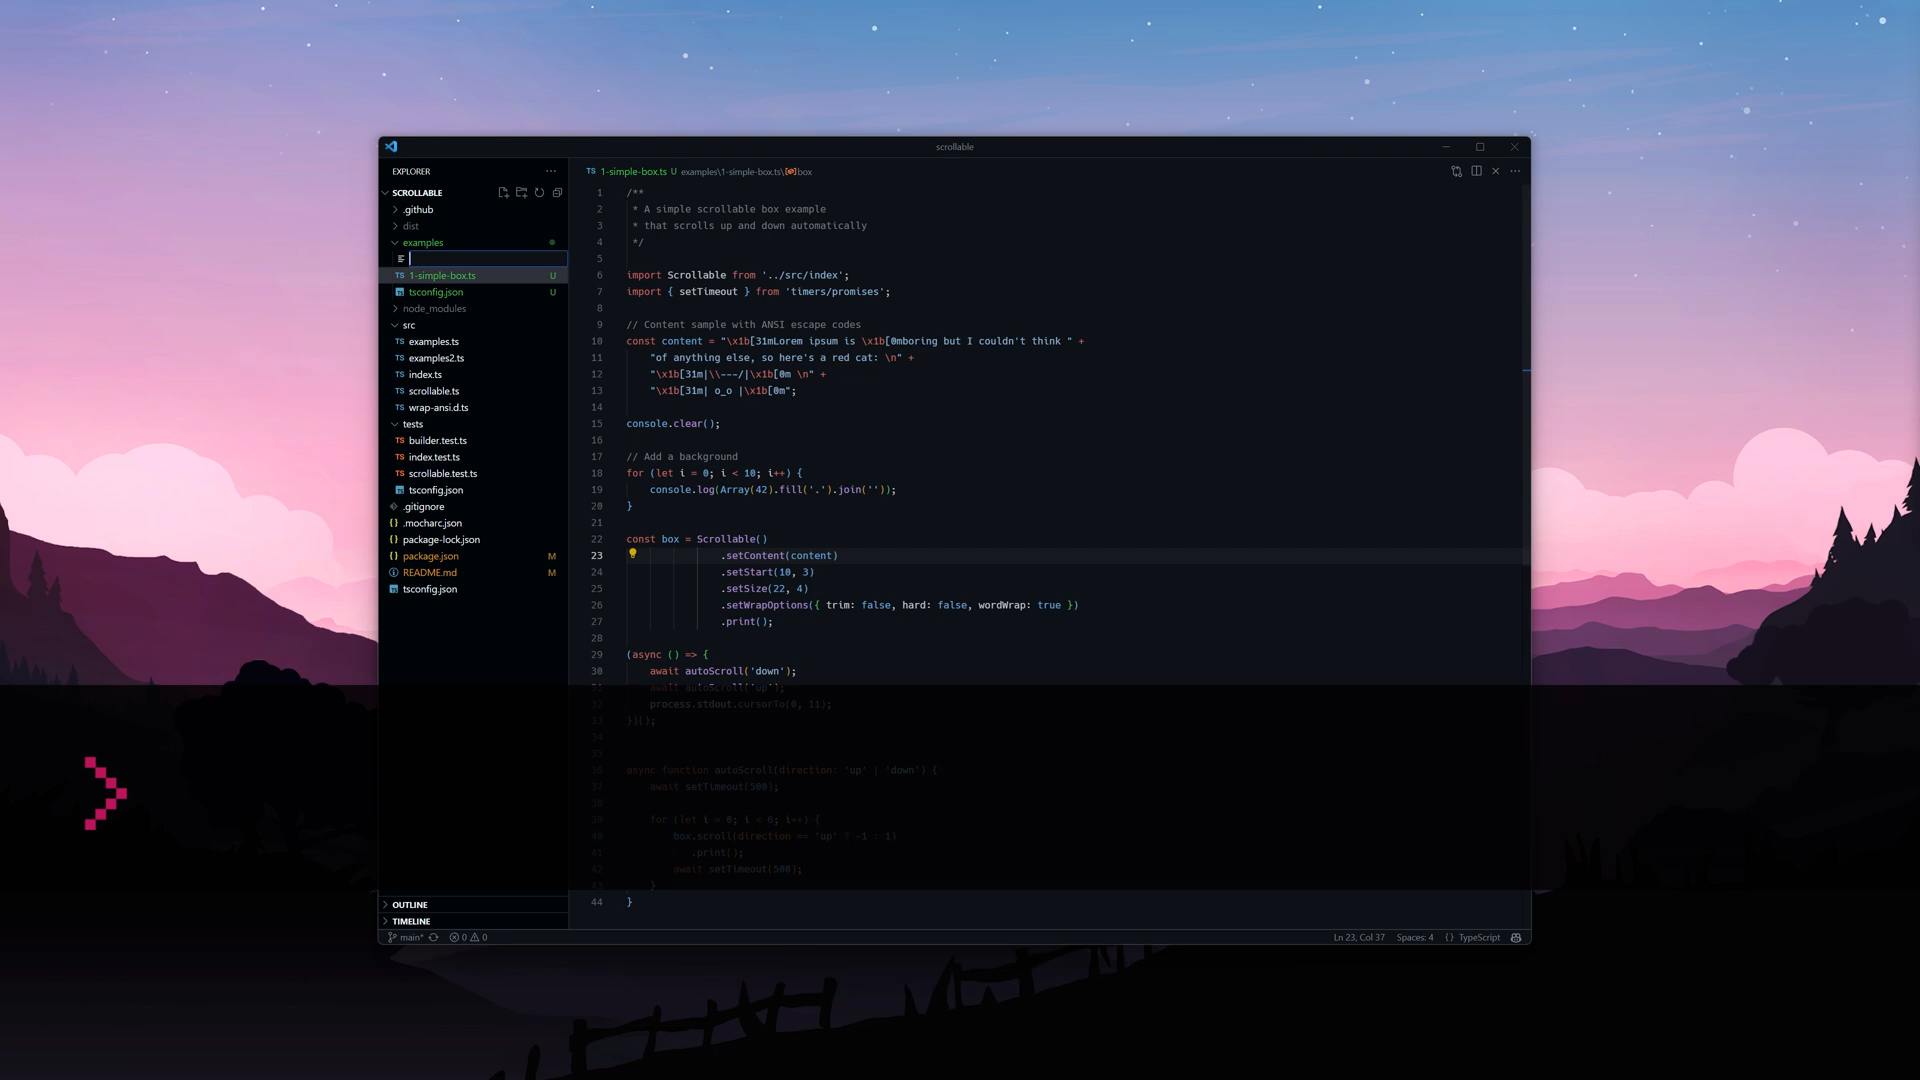 scrollable
EXPLORER
SCROLLABLE
.github
dist
examples
TS 1-simple-box.ts U
tsconfig.json U
node_modules
src
TS examples.ts
TS examples2.ts
TS index.ts
TS scrollable.ts
TS wrap-ansi.d.ts
tests
TS builder.test.ts
TS index.test.ts
TS scrollable.test.ts
tsconfig.json
.gitignore
{} .mocharc.json
{} package-lock.json
{} package.json M
README.md M
tsconfig.json
OUTLINE
TIMELINE
TS 1-simple-box.ts U examples\1-simple-box.ts\box
1 /**
2 * A simple scrollable box example
3 * that scrolls up and down automatically
4 */
5
6 import Scrollable from '../src/index';
7 import { setTimeout } from 'timers/promises';
8
9 // Content sample with ANSI escape codes
10 const content = "\x1b[31mLorem ipsum is \x1b[0mboring but I couldn't think " +
11 "of anything else, so here's a red cat: \n" +
12 "\x1b[31m|\\---/|\x1b[0m \n" +
13 "\x1b[31m| o_o |\x1b[0m";
14
15 console.clear();
16
17 // Add a background
18 for (let i = 0; i < 10; i++) {
19 console.log(Array(42).fill('.').join(''));
20 }
21
22 const box = Scrollable()
23 .setContent(content)
24 .setStart(10, 3)
25 .setSize(22, 4)
26 .setWrapOptions({ trim: false, hard: false, wordWrap: true })
27 .print();
28
29 (async () => {
30 await autoScroll('down');
31 await autoScroll('up');
32 process.stdout.cursorTo(0, 11);
33 })();
34
35
36 async function autoScroll(direction: 'up' | 'down') {
37 await setTimeout(500);
38
39 for (let i = 0; i < 6; i++) {
40 box.scroll(direction == 'up' ? -1 : 1)
41 .print();
42 await setTimeout(500);
43 }
44 }
main* 0 0 Ln 23, Col 37 Spaces: 4 {} TypeScript